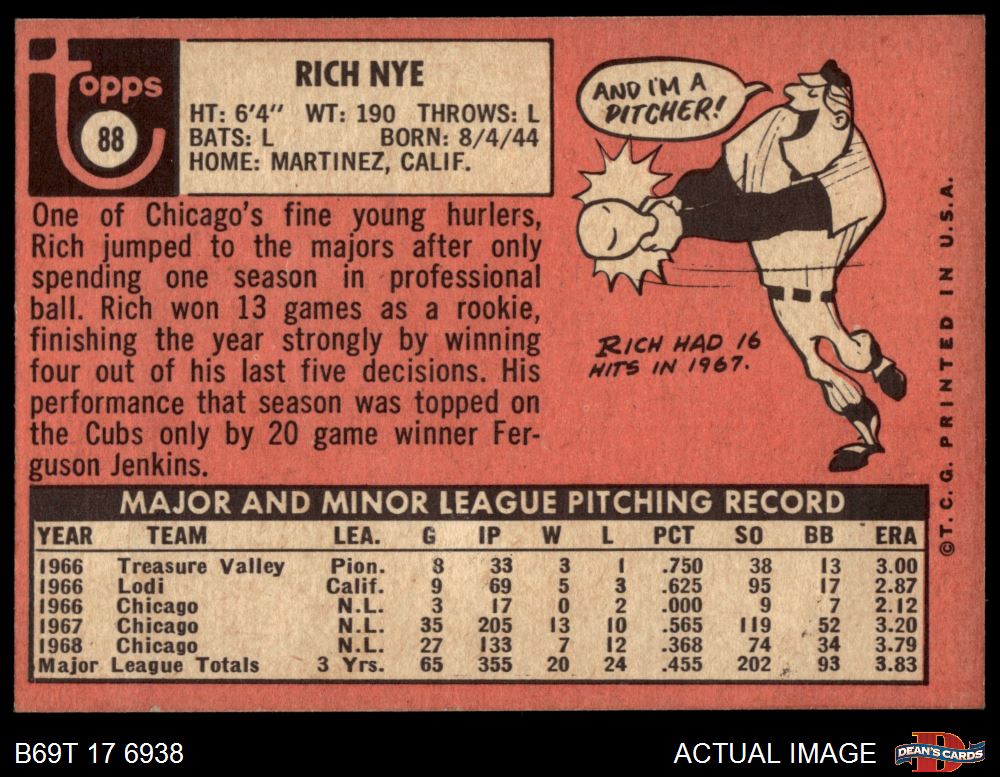 Topps
88
RICH NYE
HT: 6'4" WT: 190 THROWS: L
BATS: L BORN: 8/4/44
HOME: MARTINEZ, CALIF.
AND I'M A
PITCHER!
One of Chicago's fine young hurlers,
Rich jumped to the majors after only
spending one season in professional
ball. Rich won 13 games as a rookie,
finishing the year strongly by winning
four out of his last five decisions. His
performance that season was topped on
the Cubs only by 20 game winner Fer-
guson Jenkins.
RICH HAD 16
HITS IN 1967.
© T. C. G. PRINTED IN U.S.A.
MAJOR AND MINOR LEAGUE PITCHING RECORD
YEAR TEAM LEA. G IP W L PCT SO BB ERA
1966 Treasure Valley Pion. 8 33 3 1 .750 38 13 3.00
1966 Lodi Calif. 9 69 5 3 .625 95 17 2.87
1966 Chicago N.L. 3 17 0 2 .000 9 7 2.12
1967 Chicago N.L. 35 205 13 10 .565 119 52 3.20
1968 Chicago N.L. 27 133 7 12 .368 74 34 3.79
Major League Totals 3 Yrs. 65 355 20 24 .455 202 93 3.83
B69T 17 6938
ACTUAL IMAGE
D
DEAN'S CARDS